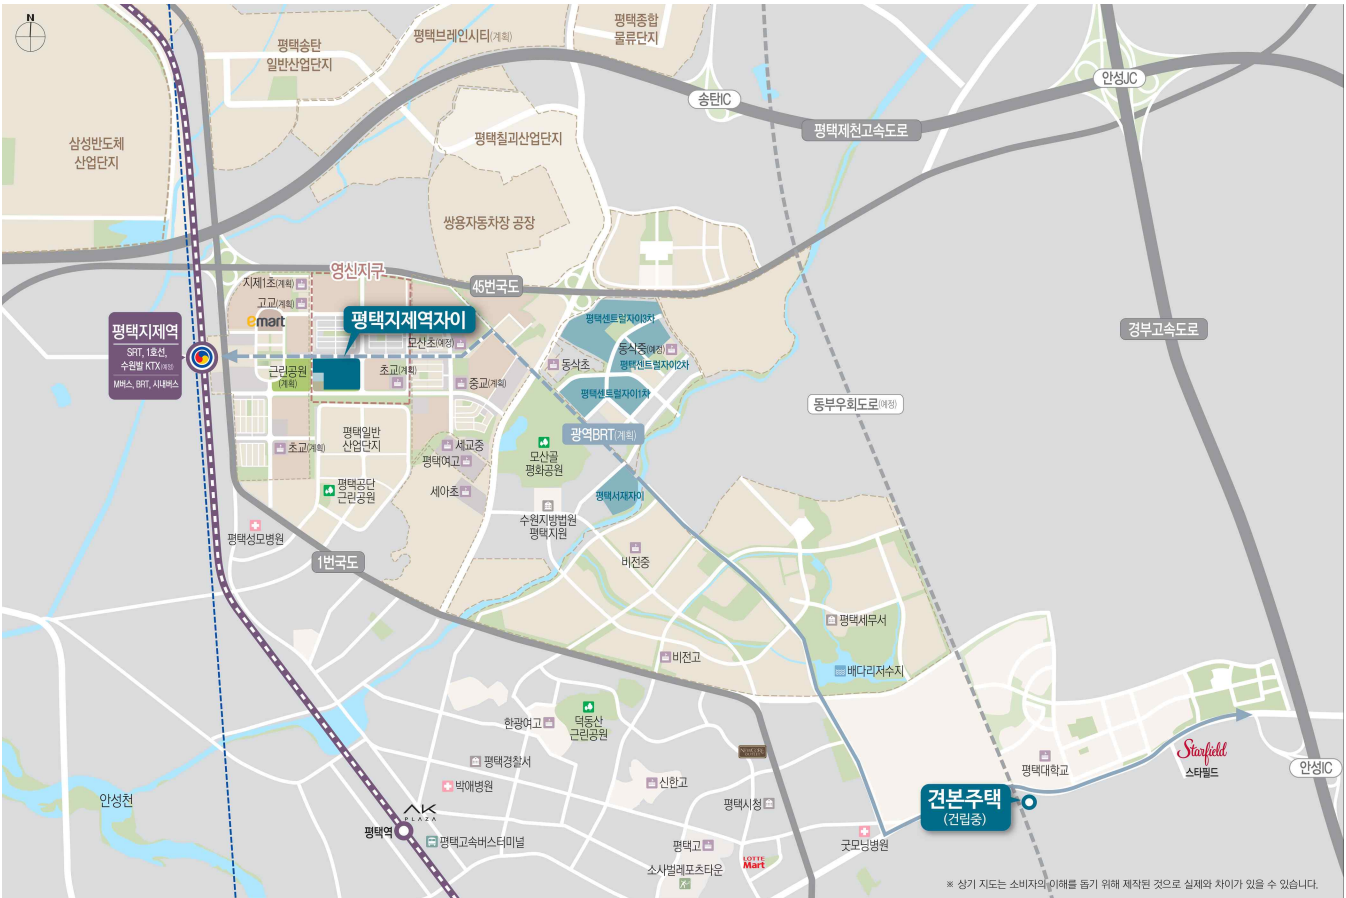 N
평택송탄
일반산업단지
평택브레인시티(계획)
평택종합
물류단지
송탄IC
안성JC
평택제천고속도로
삼성반도체
산업단지
평택칠괴산업단지
쌍용자동차장 공장
영신지구
45번국도
지제1초(계획)
고교(계획)
emart
평택지제역자이
모산초(예정)
평택지제역
SRT, 1호선,
수원발 KTX(예정)
M버스, BRT, 시내버스
근린공원
(계획)
초교(계획)
중교(계획)
평택센트럴자이3차
동삭중(예정)
평택센트럴자이2차
동삭초
평택센트럴자이1차
경부고속도로
동부우회도로(예정)
광역BRT(계획)
초교(계획)
평택일반
산업단지
세교중
평택여고
세아초
모산골
평화공원
평택공단
근린공원
평택서재자이
수원지방법원
평택지원
평택성모병원
1번국도
비전중
평택세무서
비전고
배다리저수지
한광여고
덕동산
근린공원
평택경찰서
박애병원
신한고
평택시청
평택대학교
Starfield
스타필드
안성IC
안성천
AK
PLAZA
평택역
평택고속버스터미널
견본주택
(건립중)
굿모닝병원
평택고
LOTTE
Mart
소사벌레포츠타운
※ 상기 지도는 소비자의 이해를 돕기 위해 제작된 것으로 실제와 차이가 있을 수 있습니다.